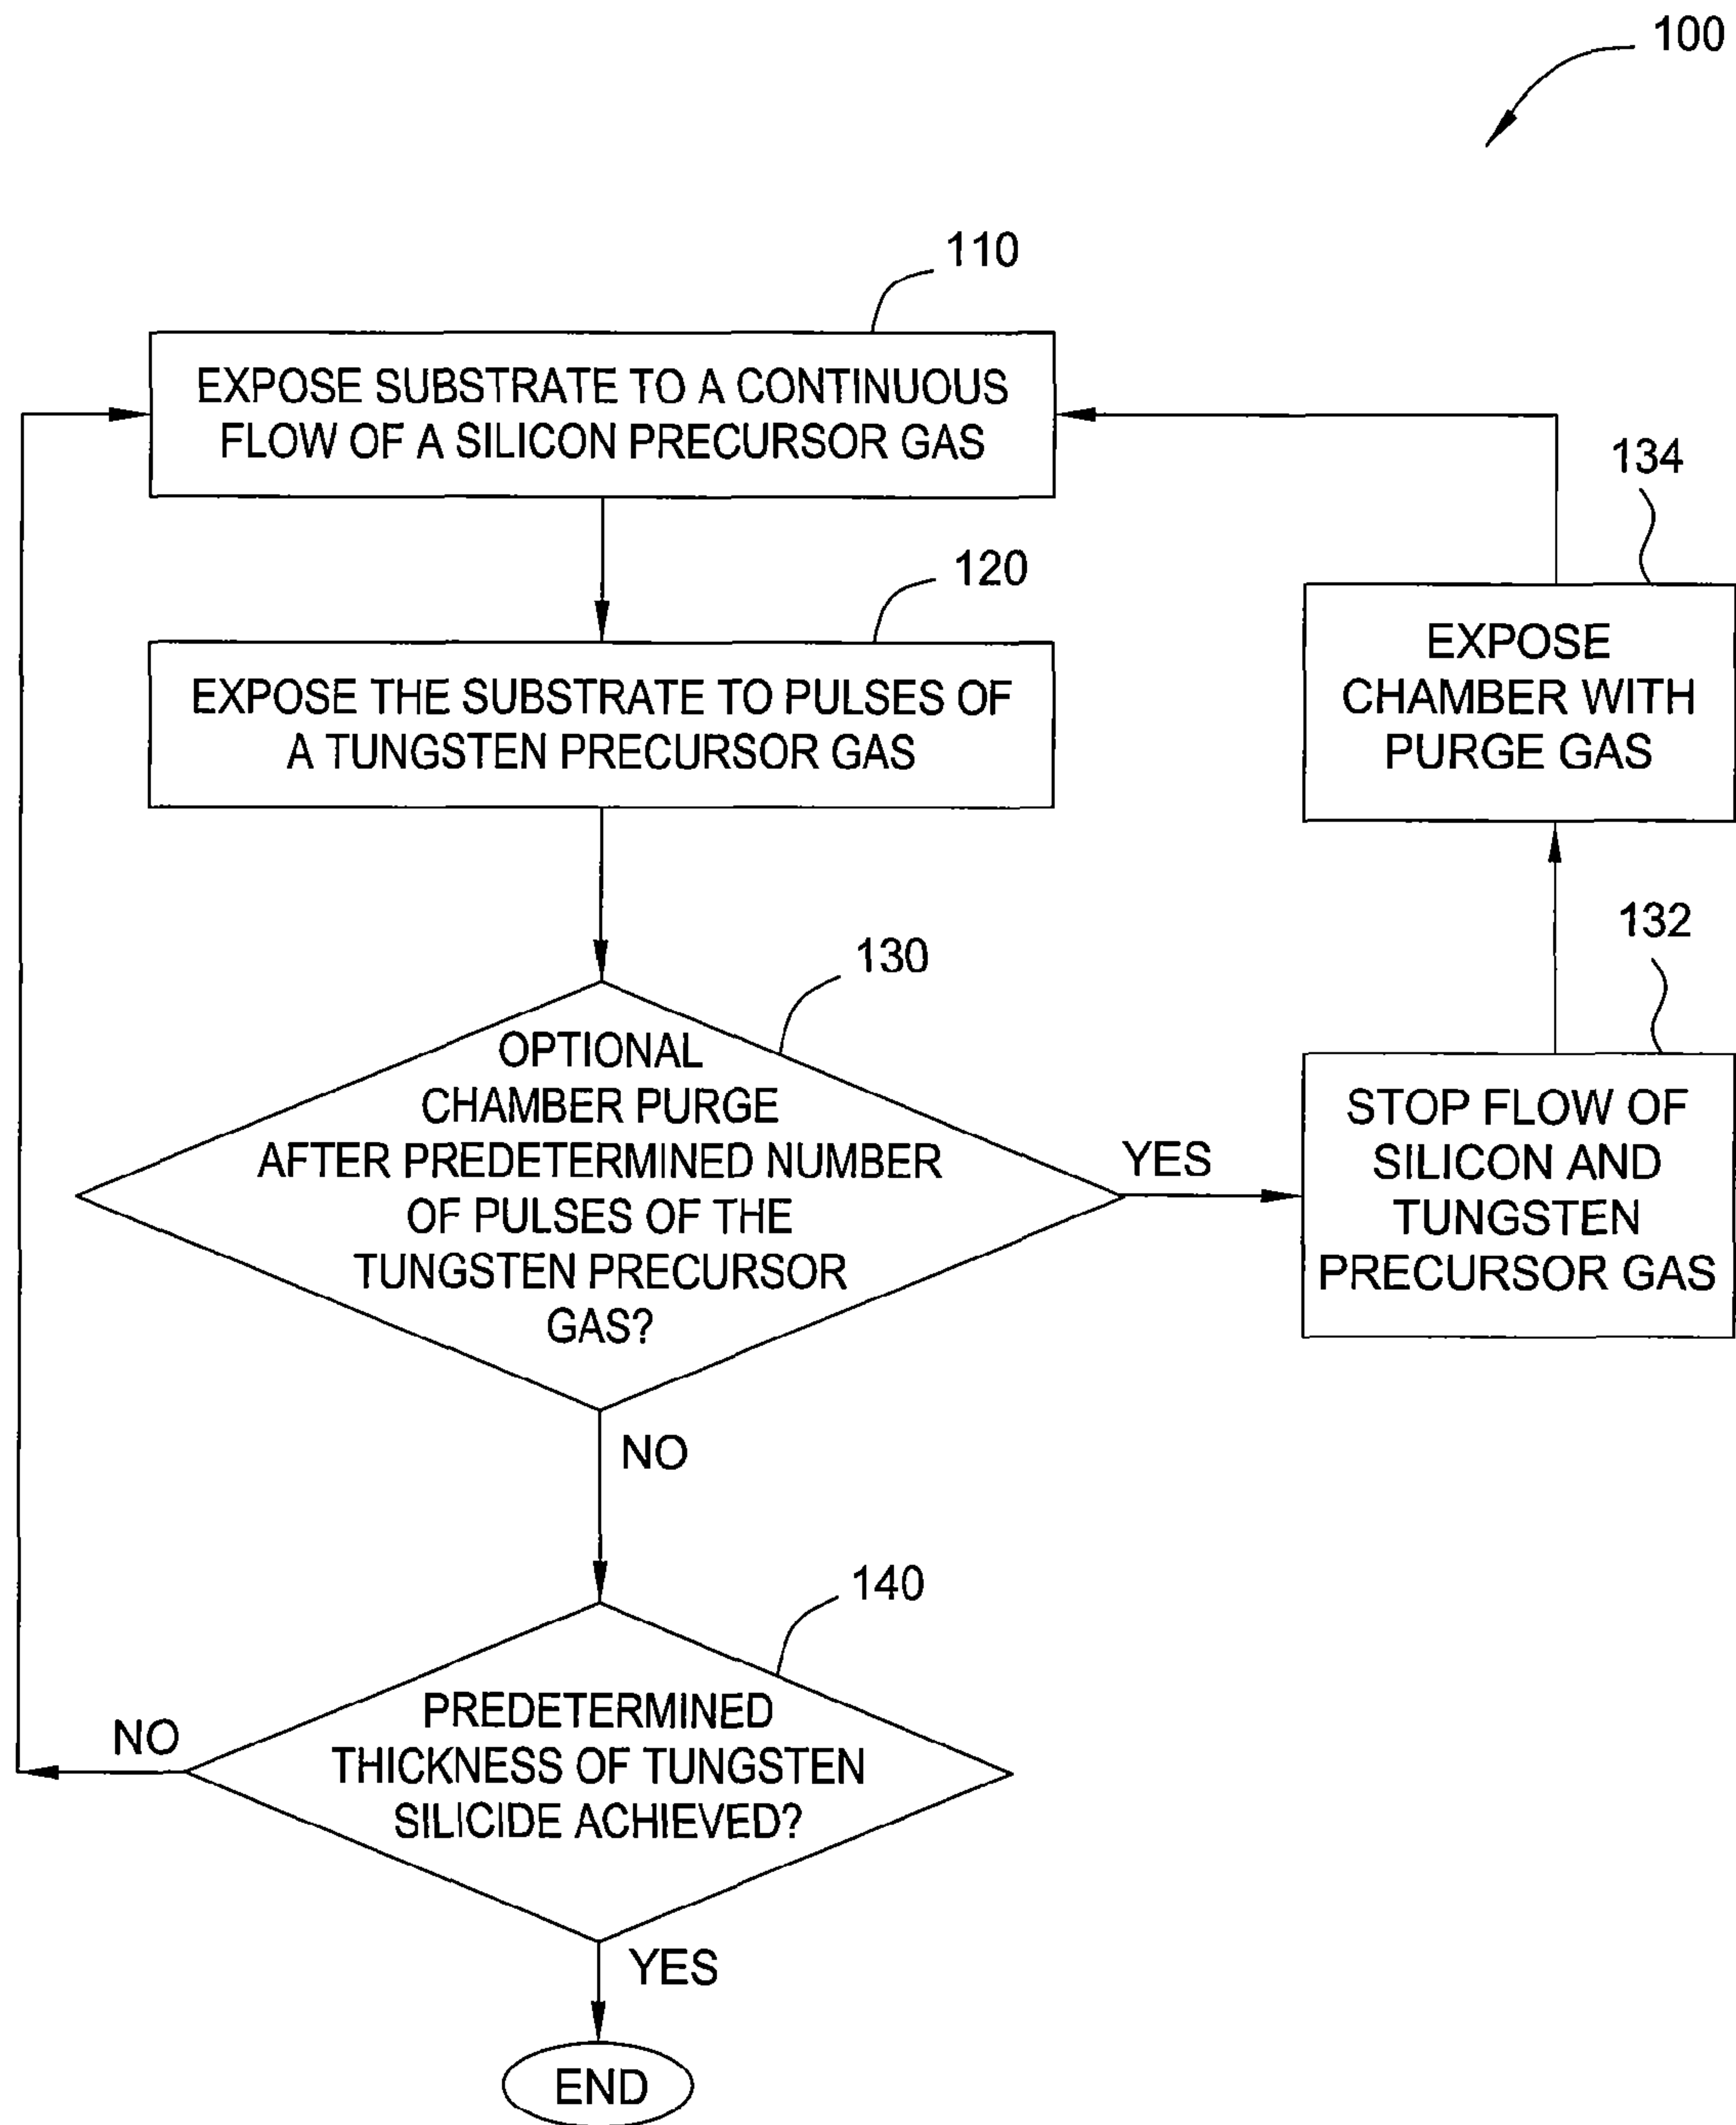 100
110
EXPOSE SUBSTRATE TO A CONTINUOUS
FLOW OF A SILICON PRECURSOR GAS
120
EXPOSE THE SUBSTRATE TO PULSES OF
A TUNGSTEN PRECURSOR GAS
134
EXPOSE
CHAMBER WITH
PURGE GAS
130
OPTIONAL
CHAMBER PURGE
AFTER PREDETERMINED NUMBER
OF PULSES OF THE
TUNGSTEN PRECURSOR
GAS?
YES
132
STOP FLOW OF
SILICON AND
TUNGSTEN
PRECURSOR GAS
NO
140
PREDETERMINED
THICKNESS OF TUNGSTEN
SILICIDE ACHIEVED?
NO
YES
END